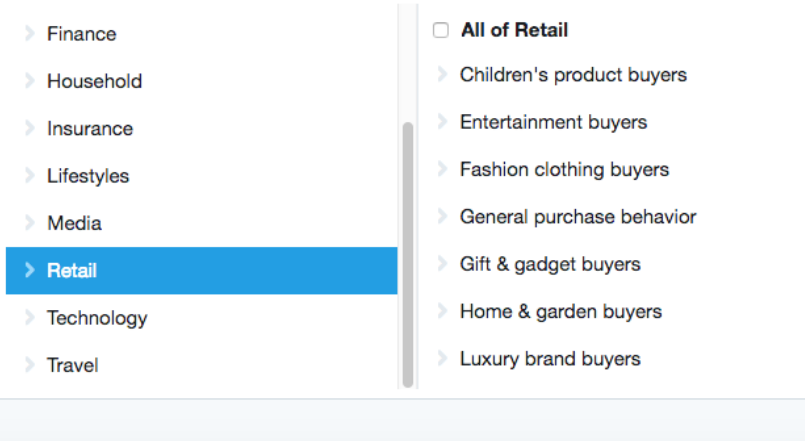 Finance
Household
Insurance
Lifestyles
Media
Retail
Technology
Travel
All of Retail
Children's product buyers
Entertainment buyers
Fashion clothing buyers
General purchase behavior
Gift & gadget buyers
Home & garden buyers
Luxury brand buyers